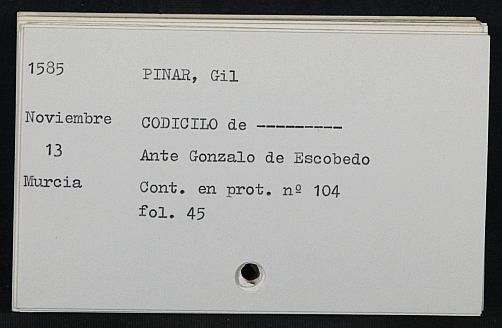 1585 PINAR, Gil
Noviembre CODICILO de ---------
13 Ante Gonzalo de Escobedo
Murcia Cont. en prot. nº 104
fol. 45